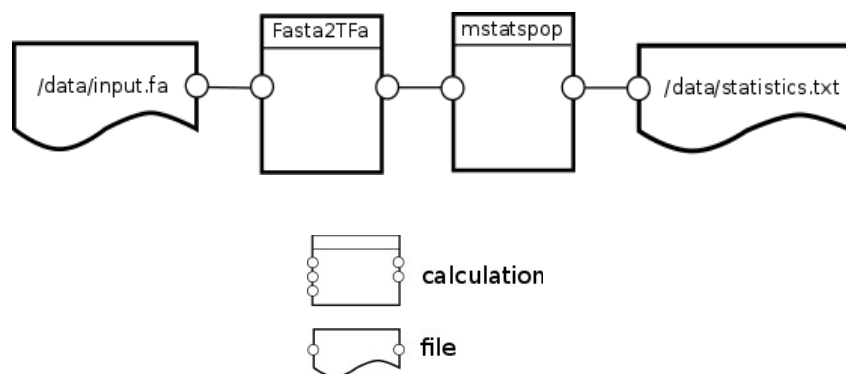 Fasta2TFa
mstatspop
/data/input.fa
/data/statistics.txt
calculation
file